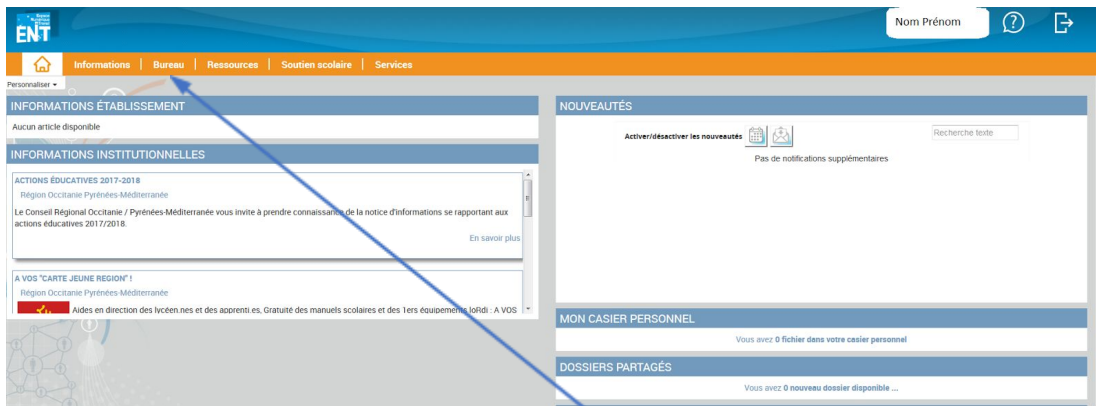 ENT
Nom Prénom
Informations | Bureau | Ressources | Soutien scolaire | Services
Personnaliser
INFORMATIONS ÉTABLISSEMENT
Aucun article disponible
INFORMATIONS INSTITUTIONNELLES
ACTIONS ÉDUCATIVES 2017-2018
Région Occitanie Pyrénées-Méditerranée
Le Conseil Régional Occitanie / Pyrénées-Méditerranée vous invite à prendre connaissance de la notice d'informations se rapportant aux
actions éducatives 2017/2018.
En savoir plus
A VOS "CARTE JEUNE REGION" !
Région Occitanie Pyrénées-Méditerranée
Aides en direction des lycéen.nes et des apprenti.es, Gratuité des manuels scolaires et des 1ers équipements loRdi : A VOS
NOUVEAUTÉS
Activer/désactiver les nouveautés
Recherche texte
Pas de notifications supplémentaires
MON CASIER PERSONNEL
Vous avez 0 fichier dans votre casier personnel
DOSSIERS PARTAGÉS
Vous avez 0 nouveau dossier disponible ...